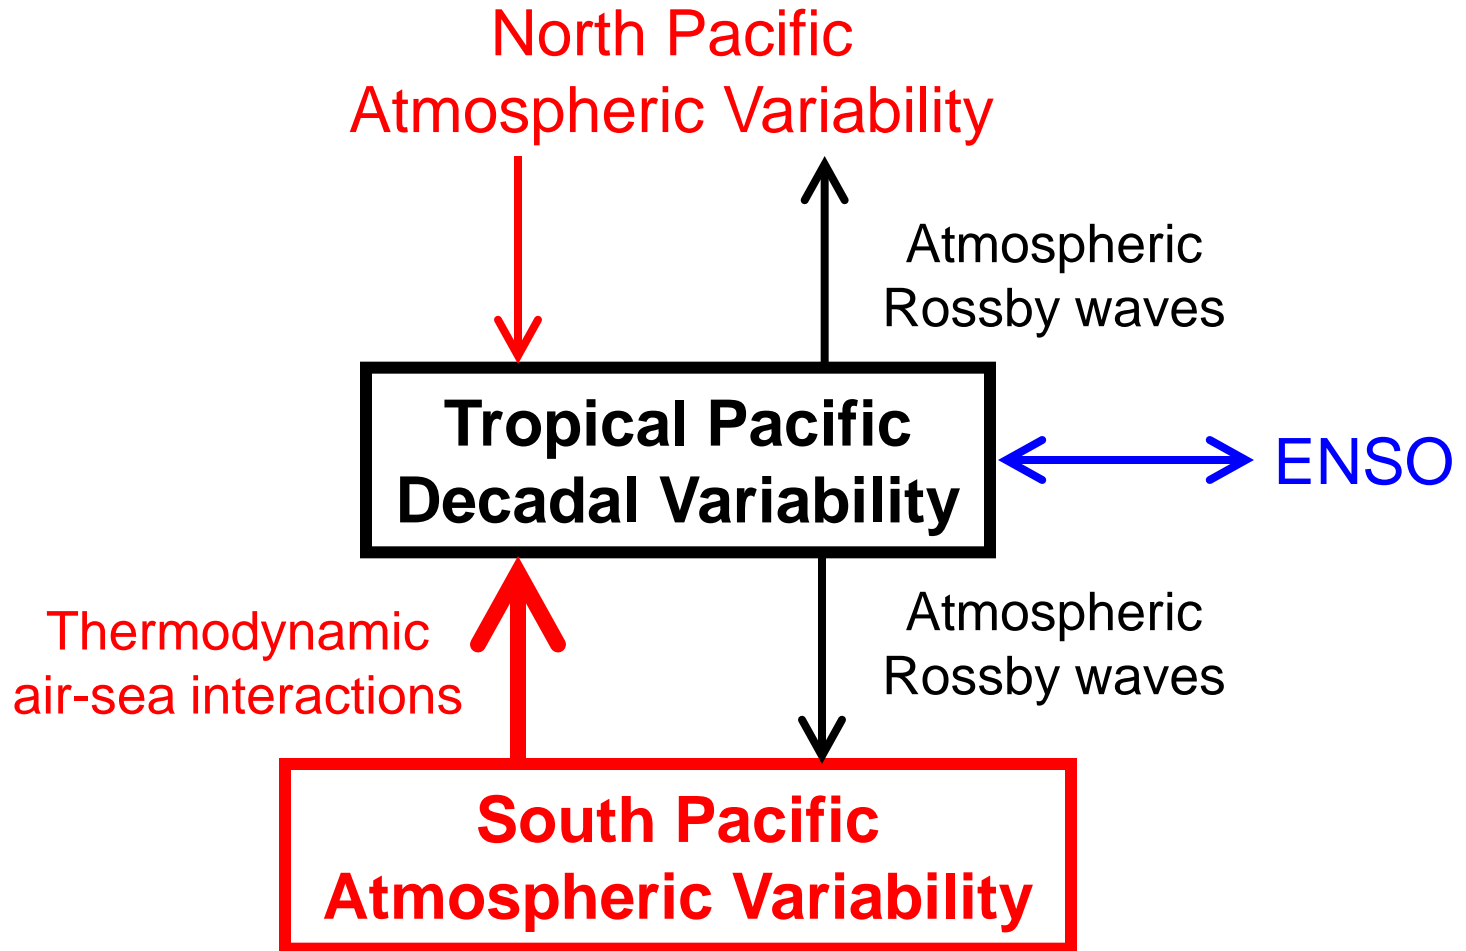 North Pacific
Atmospheric Variability
Atmospheric
Rossby waves
Tropical Pacific
Decadal Variability
ENSO
Thermodynamic
air-sea interactions
Atmospheric
Rossby waves
South Pacific
Atmospheric Variability